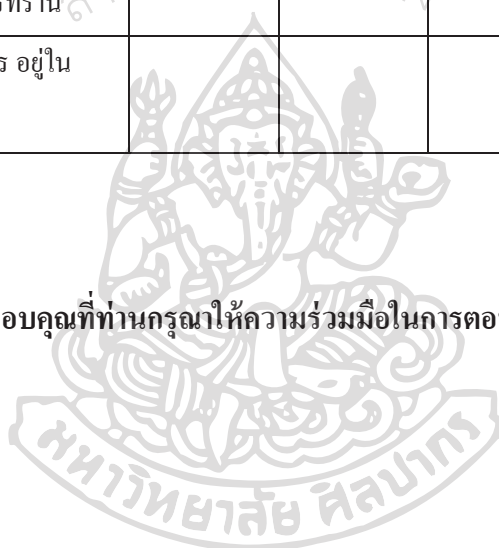 ที่ร้าน
ร อยู่ใน
อบคุณที่ท่านกรุณาให้ความร่วมมือในการตอ
มหาวิทยาลัย ศิลปากร